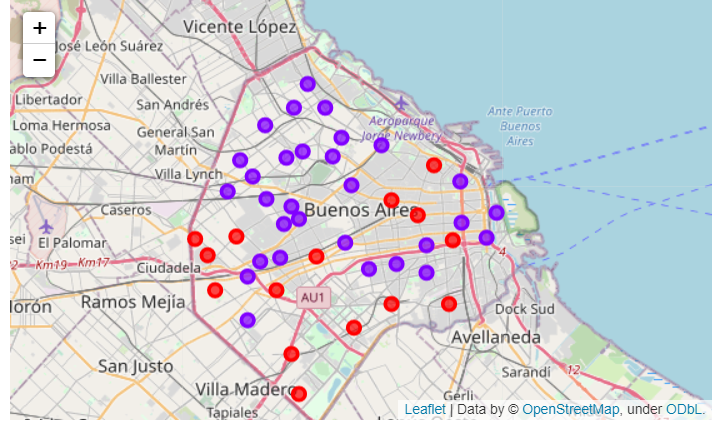 +
−
Vicente López
José León Suárez
Villa Ballester
Libertador
San Andrés
Loma Hermosa
General San
Martín
ablo Podestá
Villa Lynch
Aeroparque
Jorge Newbery
Ante Puerto
Buenos
Aires
Caseros
Buenos Aires
El Palomar
Ciudadela
Km19
Km17
4
Ramos Mejía
AU1
orón
Dock Sud
Avellaneda
San Justo
Sarandí
12
Villa Madero
Tapiales
Gerli
Leaflet | Data by © OpenStreetMap, under ODbL.